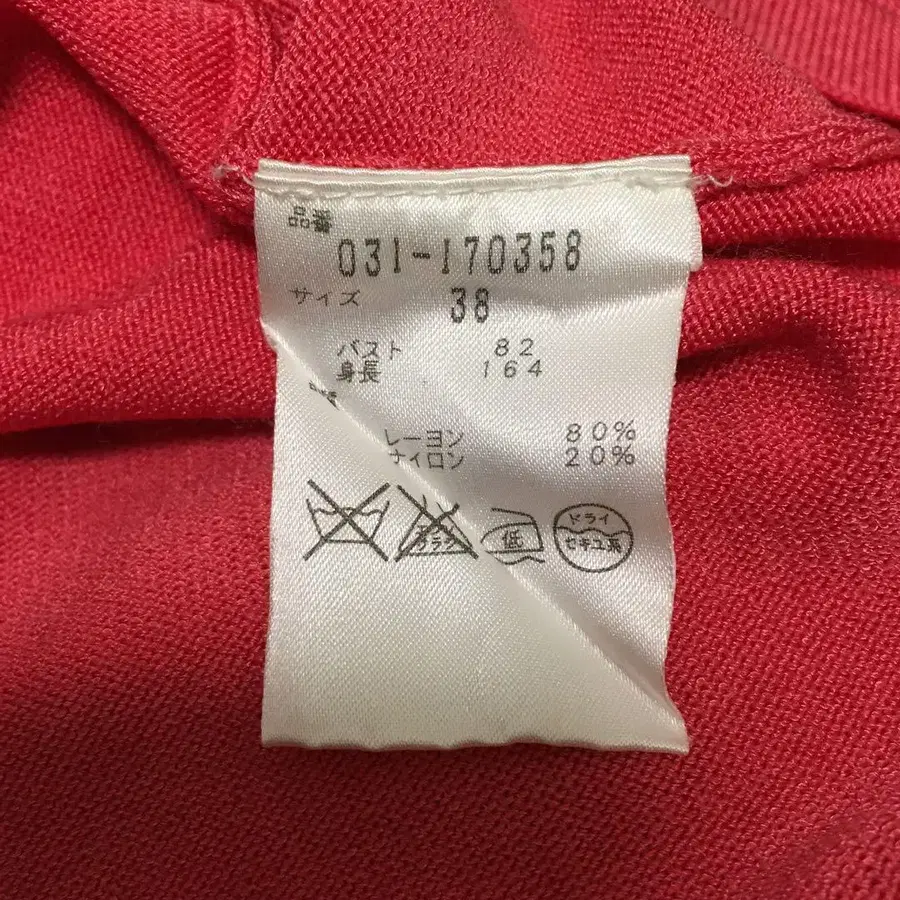 品番
031-170358
サイズ 38
バスト 82
身長 164
レーヨン 80%
ナイロン 20%
低
ドライ
セキユ系